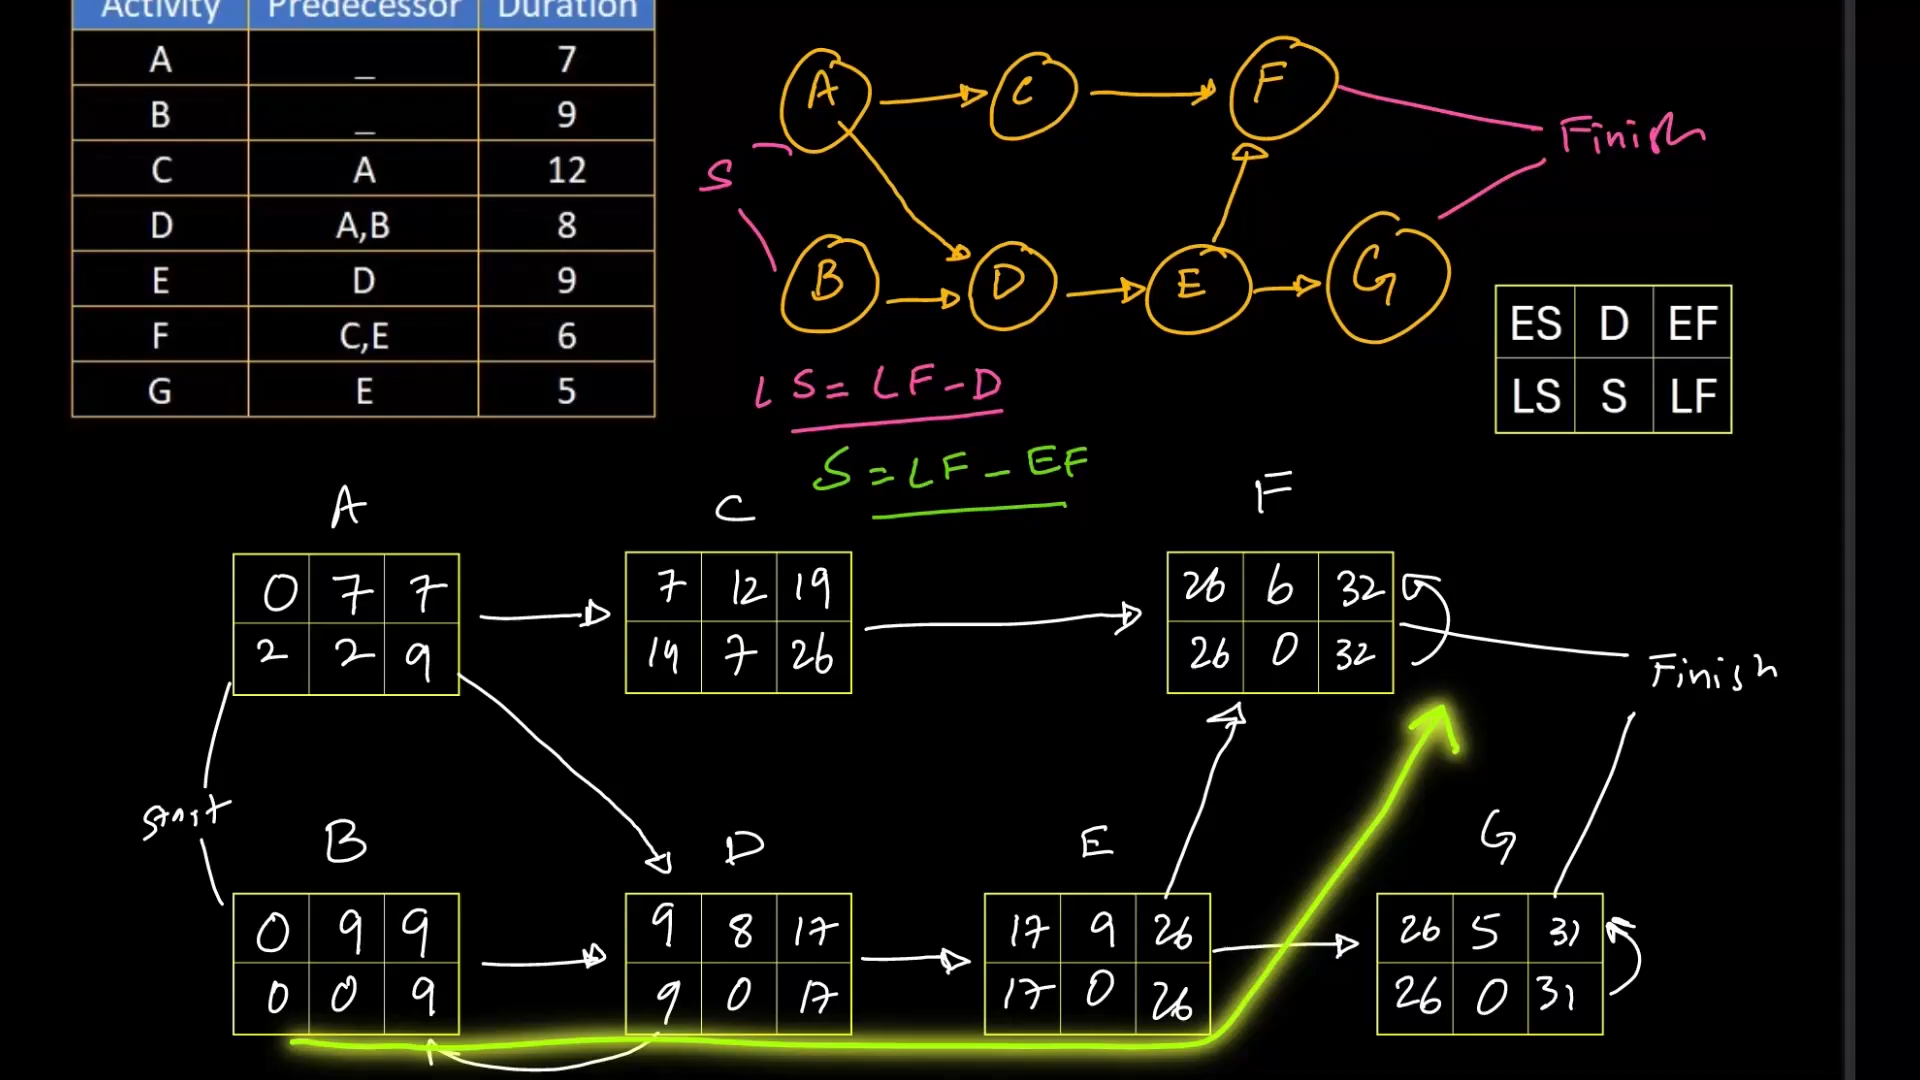 Activity Predecessor Duration
A _ 7
B _ 9
C A 12
D A,B 8
E D 9
F C,E 6
G E 5
A C F
S Finish
B D E G
ES D EF
LS S LF
LS = LF - D
S = LF - EF
A C F
0 7 7 7 12 19 26 6 32
2 2 9 14 7 26 26 0 32
Finish
Start
B D E G
0 9 9 9 8 17 17 9 26 26 5 31
0 0 9 9 0 17 17 0 26 26 0 31